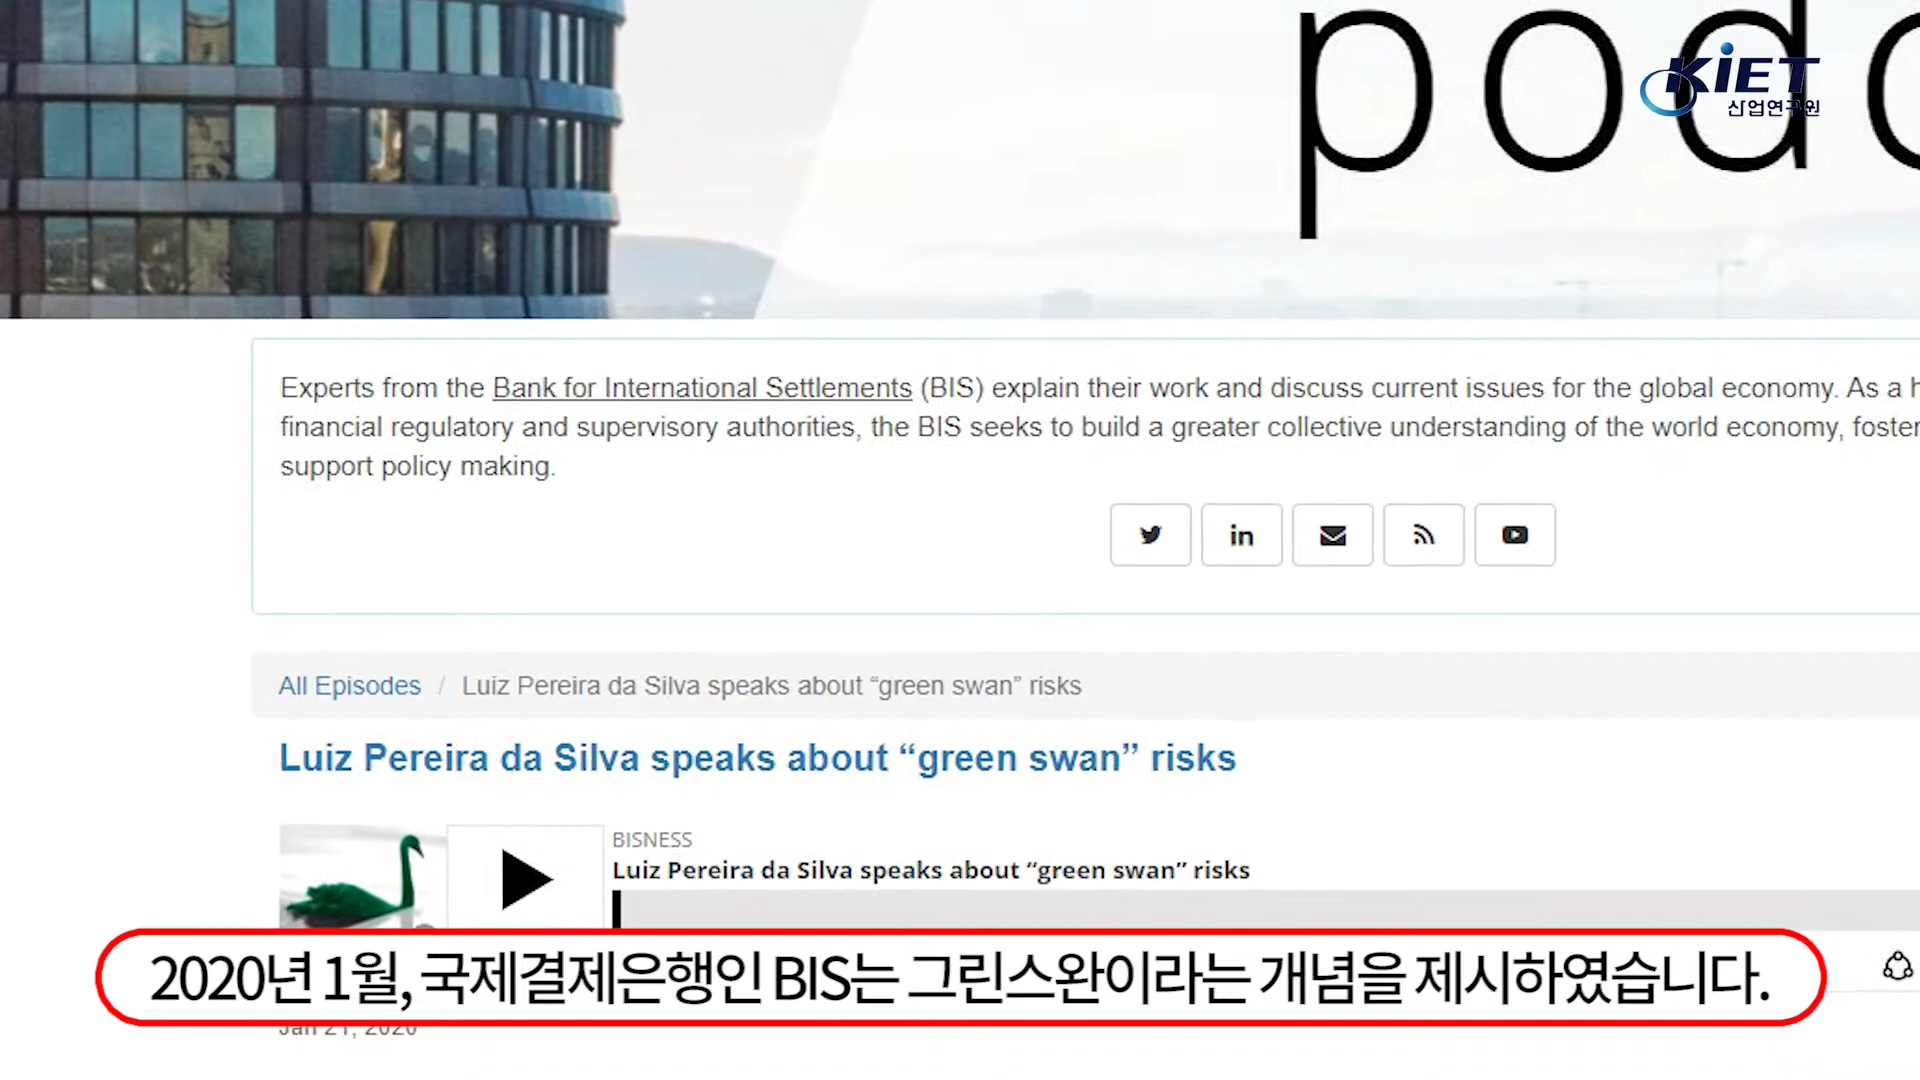 podc
KiET
산업연구원
Experts from the Bank for International Settlements (BIS) explain their work and discuss current issues for the global economy. As a h
financial regulatory and supervisory authorities, the BIS seeks to build a greater collective understanding of the world economy, foster
support policy making.
in
All Episodes / Luiz Pereira da Silva speaks about “green swan” risks
Luiz Pereira da Silva speaks about “green swan” risks
BISNESS
Luiz Pereira da Silva speaks about “green swan” risks
2020년 1월, 국제결제은행인 BIS는 그린스완이라는 개념을 제시하였습니다.
Jan 21, 2020